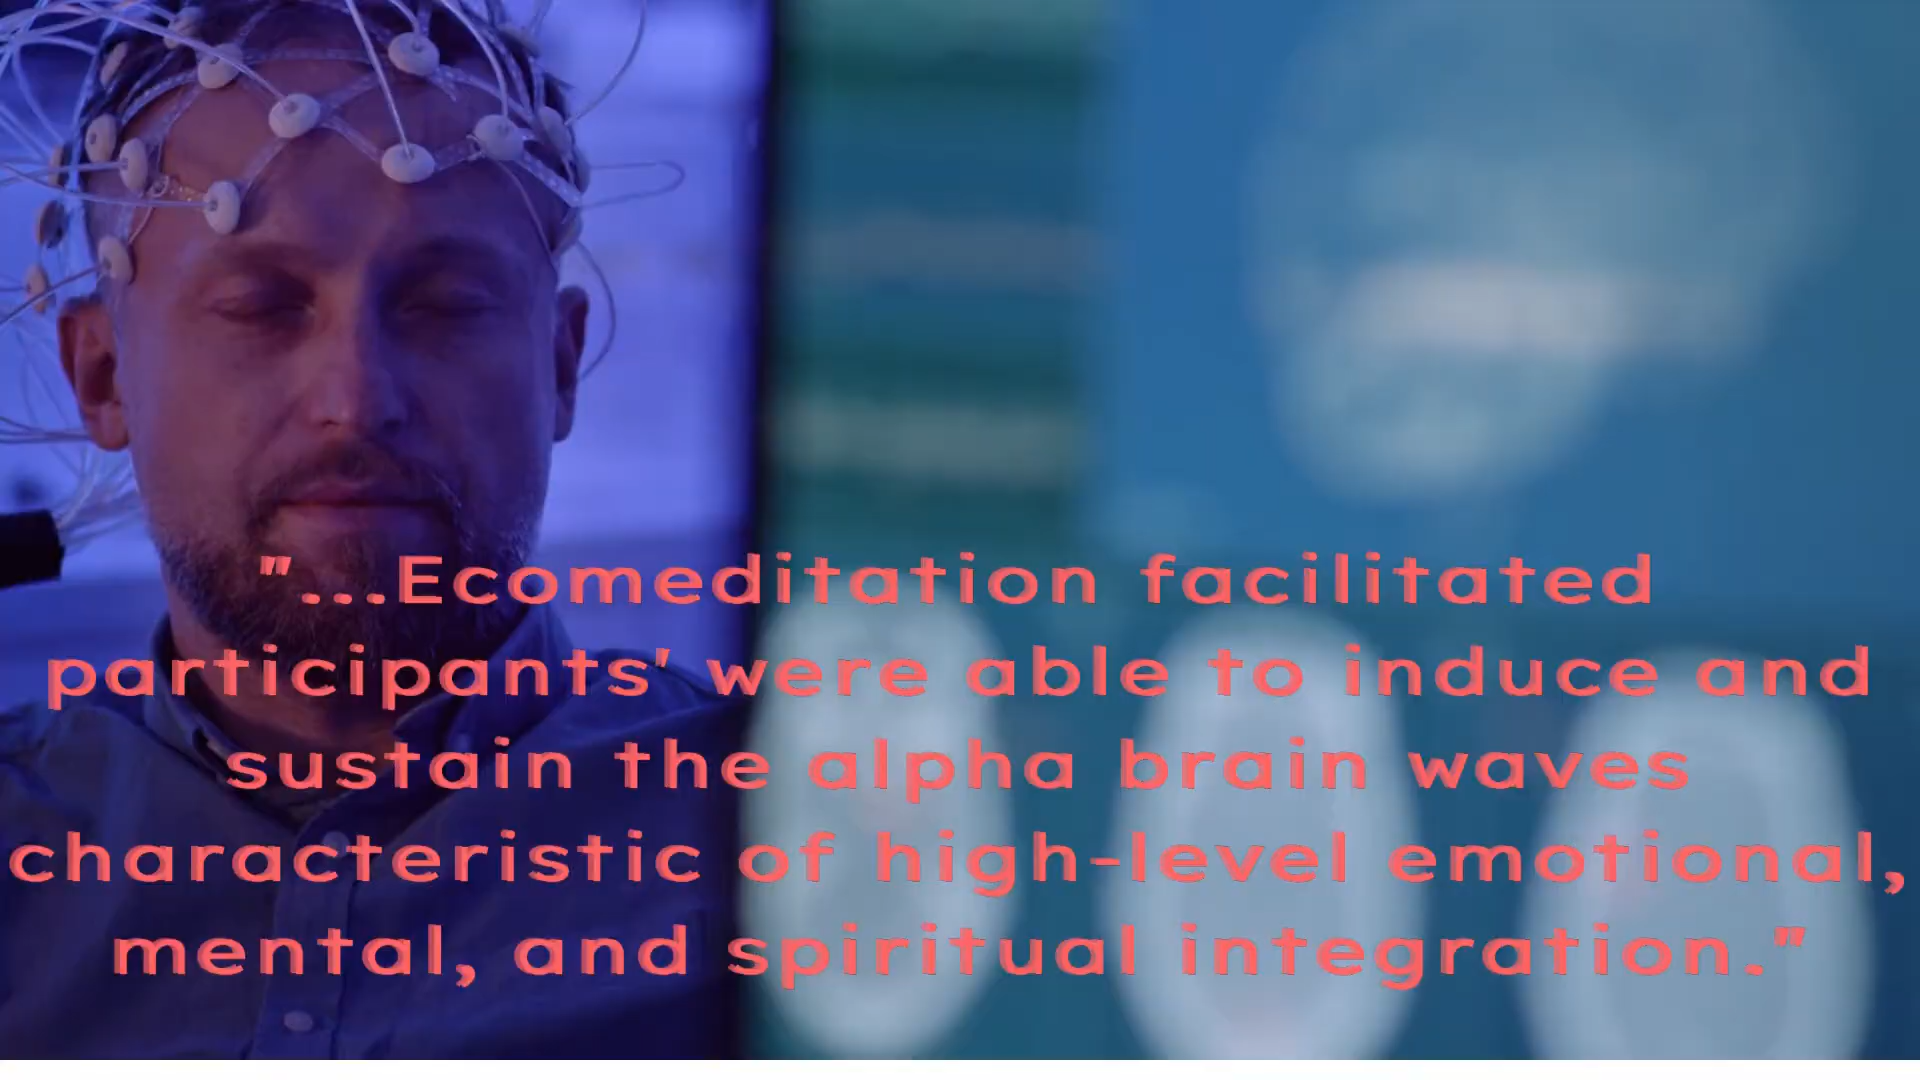 "...Ecomeditation facilitated
participants' were able to induce and
sustain the alpha brain waves
characteristic of high-level emotional,
mental, and spiritual integration."